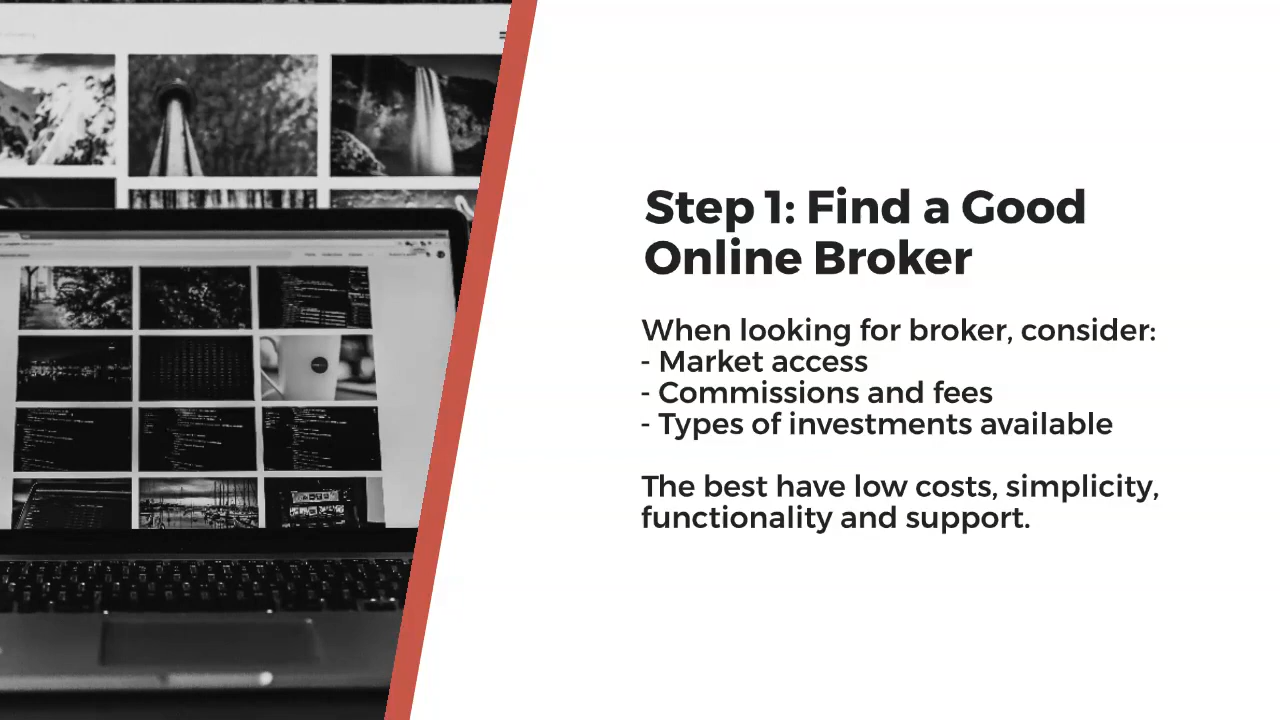 Step 1: Find a Good
Online Broker
When looking for broker, consider:
- Market access
- Commissions and fees
- Types of investments available
The best have low costs, simplicity,
functionality and support.